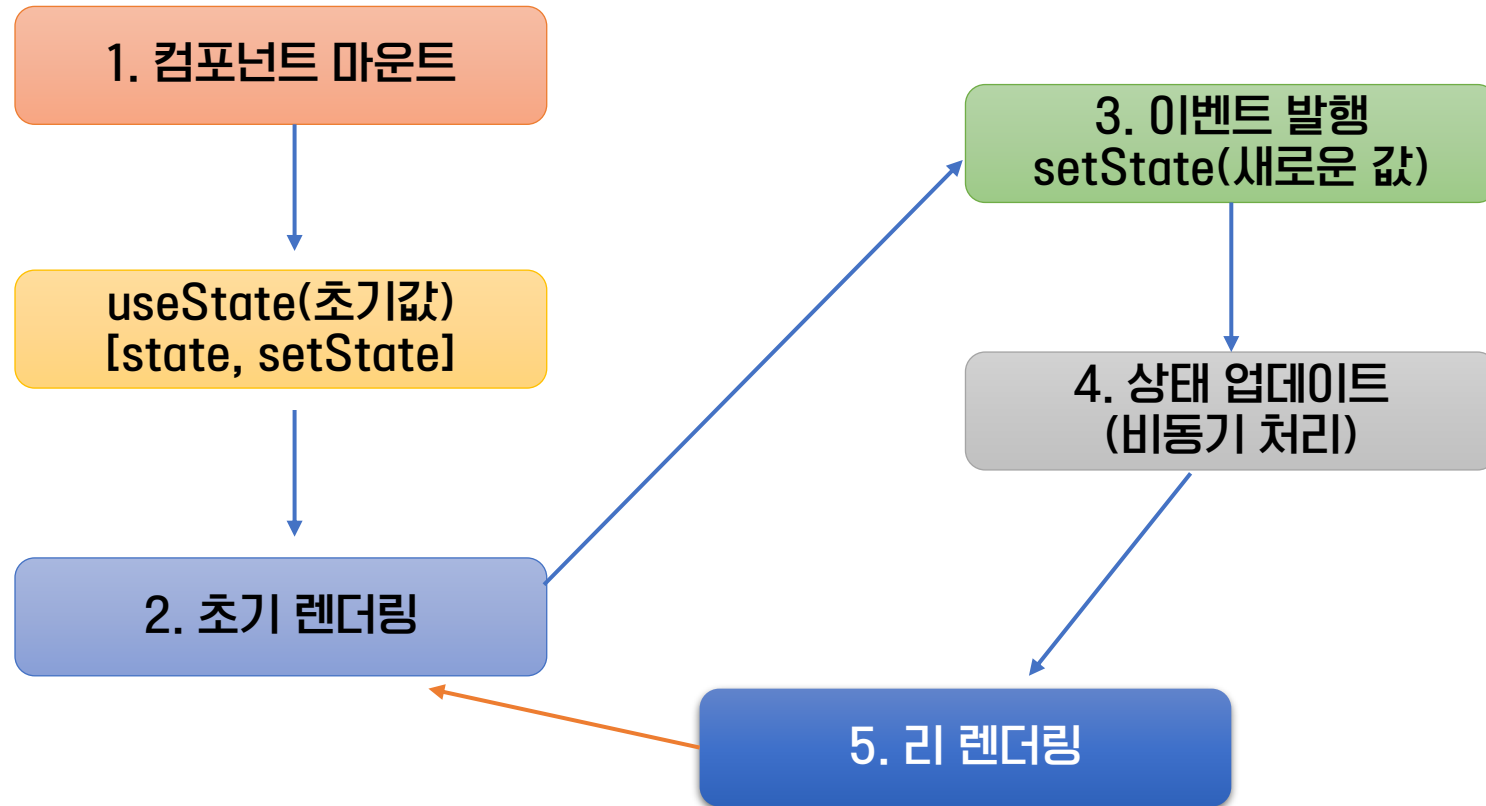 1. 컴포넌트 마운트
useState(초기값)
[state, setState]
2. 초기 렌더링
3. 이벤트 발행
setState(새로운 값)
4. 상태 업데이트
(비동기 처리)
5. 리 렌더링